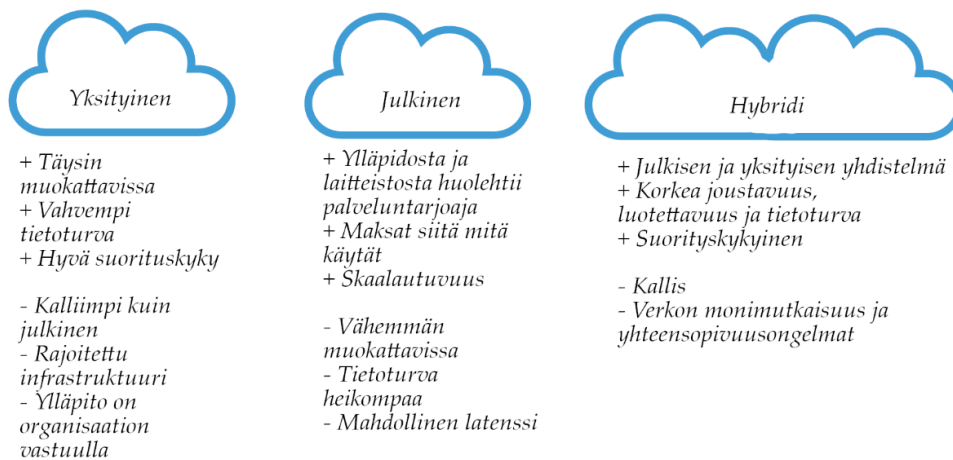 Yksityinen
+ Täysin
muokattavissa
+ Vahvempi
tietoturva
+ Hyvä suorituskyky
- Kalliimpi kuin
julkinen
- Rajoitettu
infrastruktuuri
- Ylläpito on
organisaation
vastuulla
Julkinen
+ Ylläpidosta ja
laitteistosta huolehtii
palveluntarjoaja
+ Maksat siitä mitä
käytät
+ Skaalautuvuus
- Vähemmän
muokattavissa
- Tietoturva
heikompaa
- Mahdollinen latenssi
Hybridi
+ Julkisen ja yksityisen yhdistelmä
+ Korkea joustavuus,
luotettavuus ja tietoturva
+ Suorityskykyinen
- Kallis
- Verkon monimutkaisuus ja
yhteensopivuusongelmat